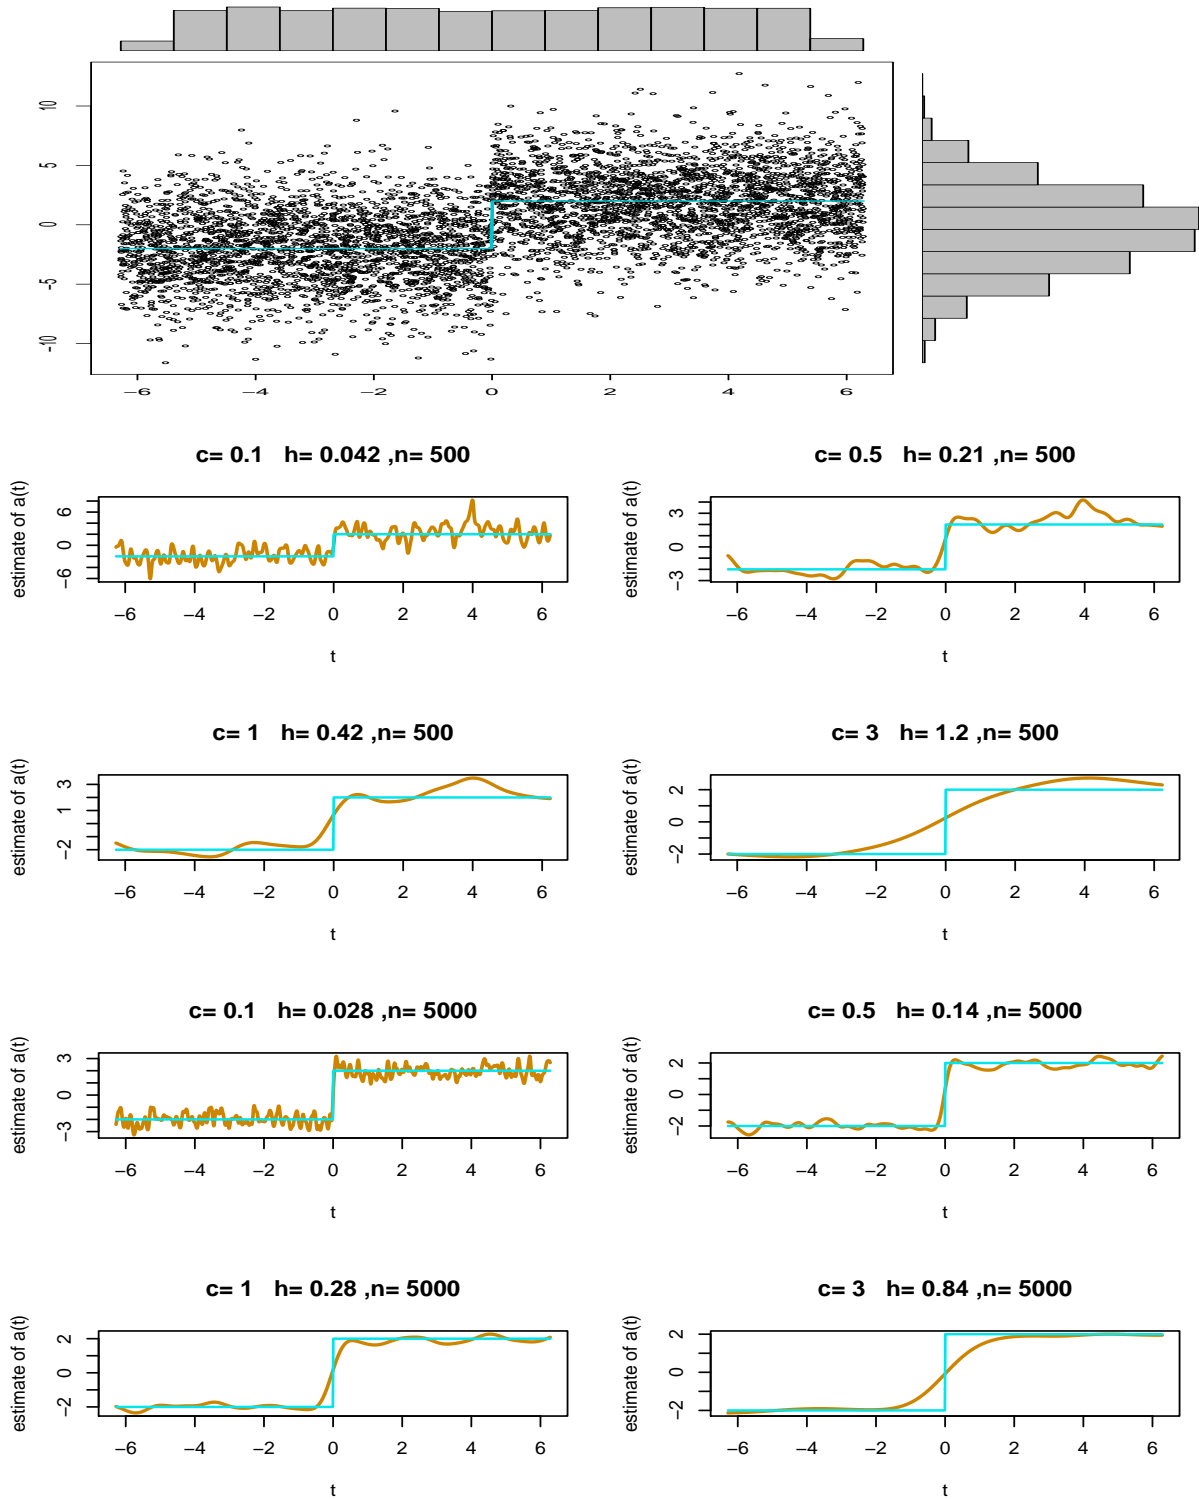 10
5
0
−5
−10
−6 −4 −2 0 2 4 6
c= 0.1 h= 0.042 ,n= 500
estimate of a(t)
6
0
−6
−6 −4 −2 0 2 4 6
t
c= 0.5 h= 0.21 ,n= 500
estimate of a(t)
3
0
−3
−6 −4 −2 0 2 4 6
t
c= 1 h= 0.42 ,n= 500
estimate of a(t)
3
1
−2
−6 −4 −2 0 2 4 6
t
c= 3 h= 1.2 ,n= 500
estimate of a(t)
2
0
−2
−6 −4 −2 0 2 4 6
t
c= 0.1 h= 0.028 ,n= 5000
estimate of a(t)
3
0
−3
−6 −4 −2 0 2 4 6
t
c= 0.5 h= 0.14 ,n= 5000
estimate of a(t)
2
0
−2
−6 −4 −2 0 2 4 6
t
c= 1 h= 0.28 ,n= 5000
estimate of a(t)
2
0
−2
−6 −4 −2 0 2 4 6
t
c= 3 h= 0.84 ,n= 5000
estimate of a(t)
2
0
−2
−6 −4 −2 0 2 4 6
t